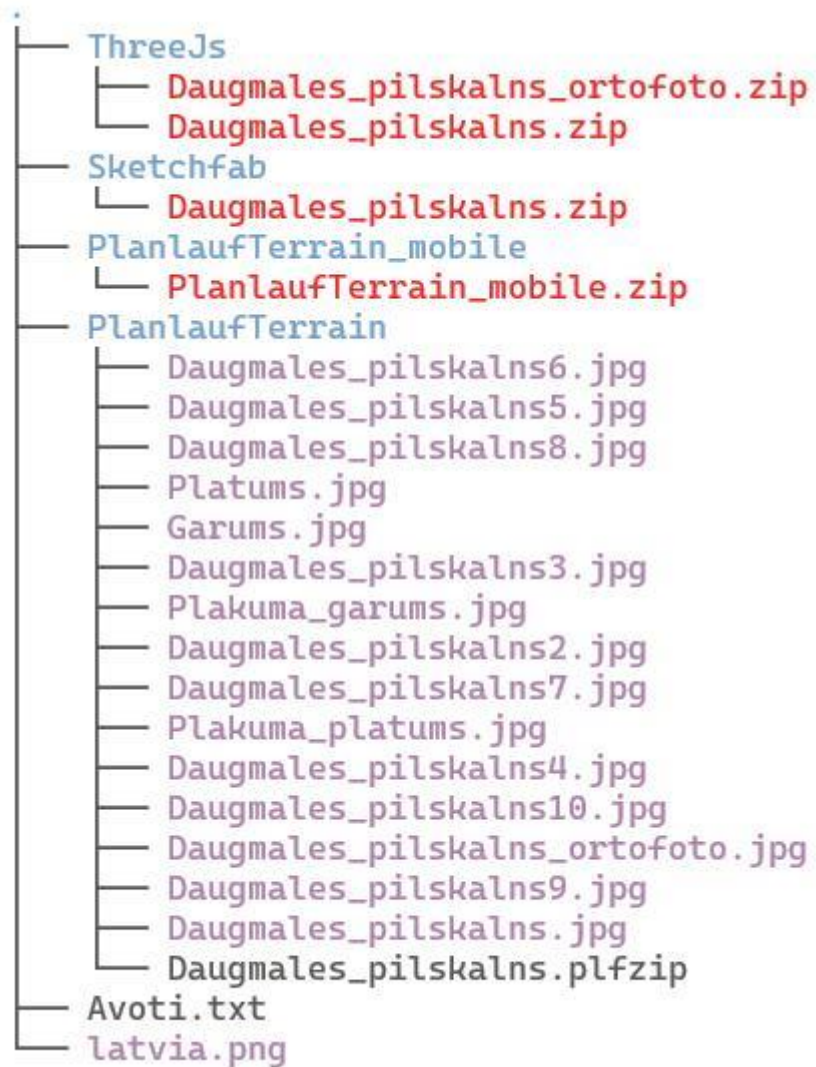 .
ThreeJs
Daugmales_pilskalns_ortofoto.zip
Daugmales_pilskalns.zip
Sketchfab
Daugmales_pilskalns.zip
PlanlaufTerrain_mobile
PlanlaufTerrain_mobile.zip
PlanlaufTerrain
Daugmales_pilskalns6.jpg
Daugmales_pilskalns5.jpg
Daugmales_pilskalns8.jpg
Platums.jpg
Garums.jpg
Daugmales_pilskalns3.jpg
Plakuma_garums.jpg
Daugmales_pilskalns2.jpg
Daugmales_pilskalns7.jpg
Plakuma_platums.jpg
Daugmales_pilskalns4.jpg
Daugmales_pilskalns10.jpg
Daugmales_pilskalns_ortofoto.jpg
Daugmales_pilskalns9.jpg
Daugmales_pilskalns.jpg
Daugmales_pilskalns.plfzip
Avoti.txt
latvia.png